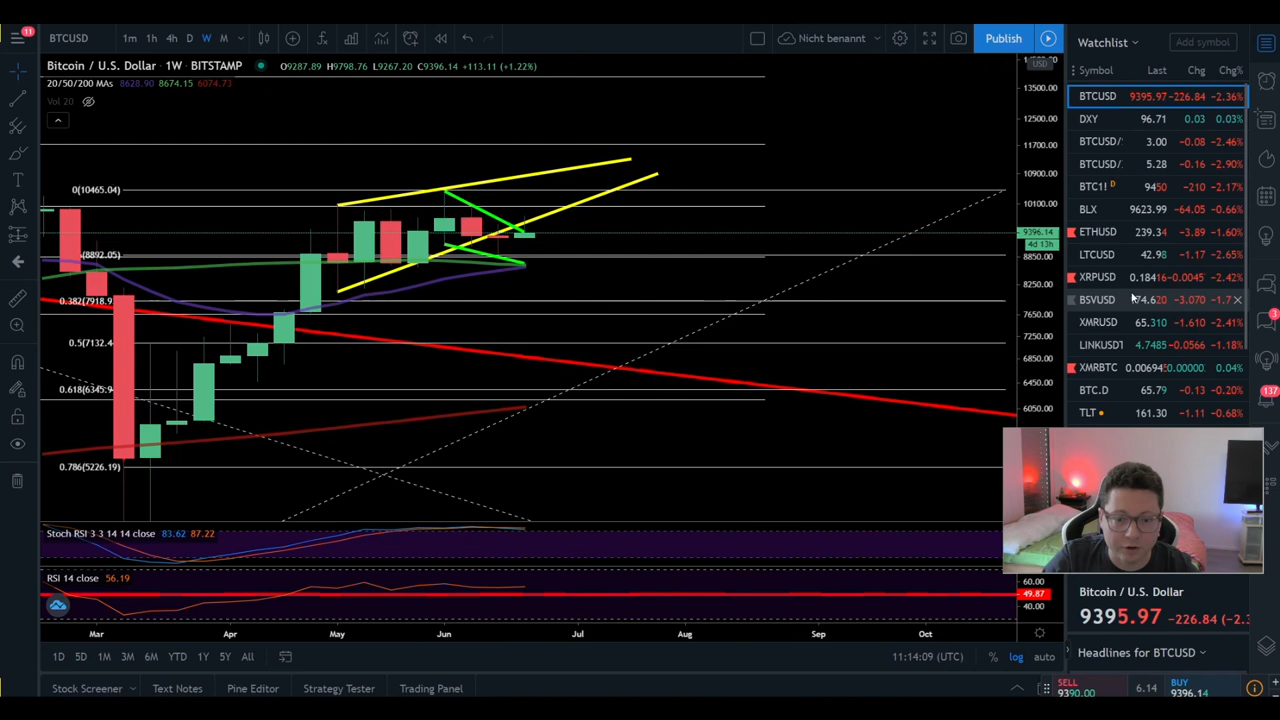 11
BTCUSD 1m 1h 4h D W M Nicht benannt Publish
Bitcoin / U.S. Dollar · 1W · BITSTAMP O9287.89 H9798.76 L9267.20 C9396.14 +113.11 (+1.22%)
20/50/200 MAs 8628.90 8674.15 6074.73
Vol 20
0(10465.04)
(8892.05)
0.382(7918.9
0.5(7132.4
0.618(6345.9
0.786(5226.19)
USD
13500.00
12500.00
11700.00
10900.00
10100.00
9396.14
4d 13h
8850.00
8250.00
7650.00
7250.00
6850.00
6450.00
6050.00
Stoch RSI 3 3 14 14 close 83.62 87.22
RSI 14 close 56.19
60.00
49.87
40.00
Mar Apr May Jun Jul Aug Sep Oct
1D 5D 1M 3M 6M YTD 1Y 5Y All 11:14:09 (UTC) % log auto
Stock Screener Text Notes Pine Editor Strategy Tester Trading Panel
Watchlist Add symbol
Symbol Last Chg Chg%
BTCUSD 9395.97 -226.84 -2.36%
DXY 96.71 0.03 0.03%
BTCUSD/ 3.00 -0.08 -2.46%
BTCUSD/ 5.28 -0.16 -2.90%
BTC1! D 9450 -210 -2.17%
BLX 9623.99 -64.05 -0.66%
ETHUSD 239.34 -3.89 -1.60%
LTCUSD 42.98 -1.17 -2.65%
XRPUSD 0.18416 -0.0045 -2.42%
BSVUSD 174.620 -3.070 -1.7
XMRUSD 65.310 -1.610 -2.41%
LINKUSDT 4.7485 -0.0566 -1.18%
XMRBTC 0.00694 0.00000 0.04%
BTC.D 65.79 -0.13 -0.20%
TLT 161.30 -1.11 -0.68%
3
137
Bitcoin / U.S. Dollar
9395.97 -226.84 (-2.3
Headlines for BTCUSD
SELL
9390.00
6.14
BUY
9396.14